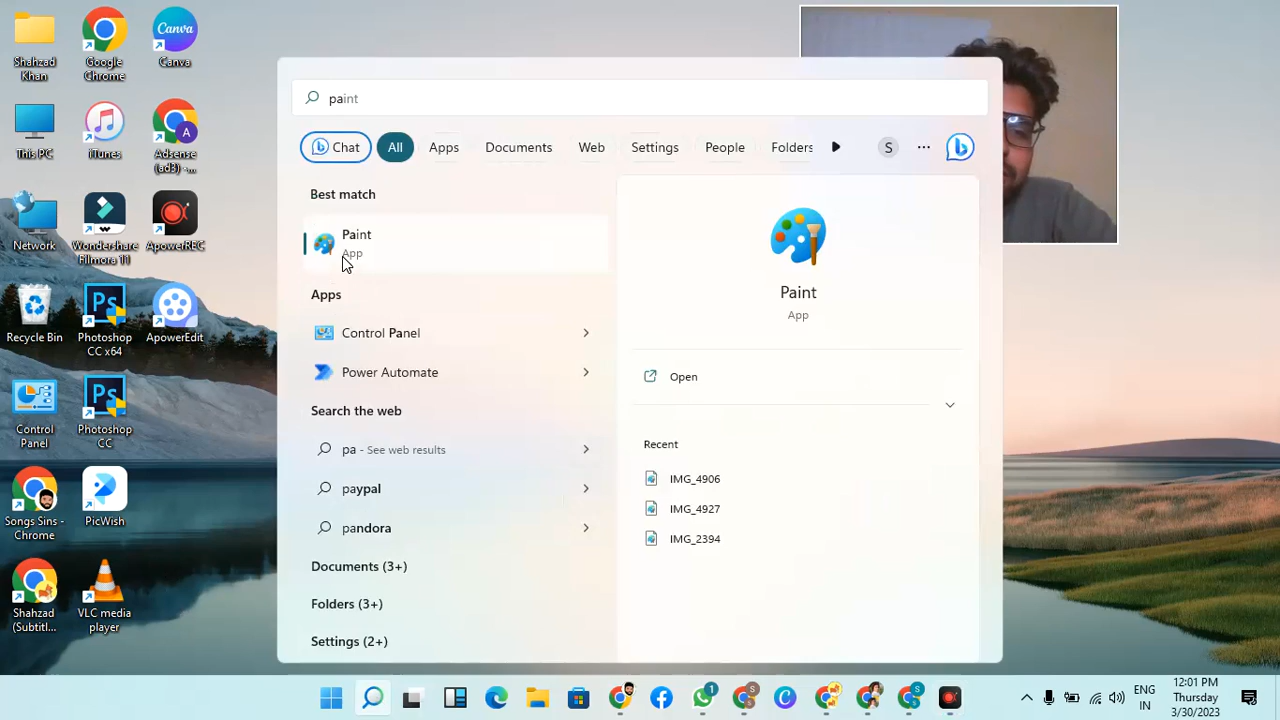 Shahzad
Khan
Google
Chrome
Canva
Canva
This PC
iTunes
Adsense
(ad3) -...
Network
Wondershare
Filmora 11
ApowerREC
Recycle Bin
Ps
Photoshop
CC x64
ApowerEdit
Control
Panel
Ps
Photoshop
CC
Songs Sins -
Chrome
PicWish
Shahzad
(Subtitl...
VLC media
player
paint
Chat
All
Apps
Documents
Web
Settings
People
Folders
S
...
Best match
Paint
App
Apps
Control Panel
Power Automate
Search the web
pa - See web results
paypal
pandora
Documents (3+)
Folders (3+)
Settings (2+)
Paint
App
Open
Recent
IMG_4906
IMG_4927
IMG_2394
1
ENG
IN
12:01 PM
Thursday
3/30/2023